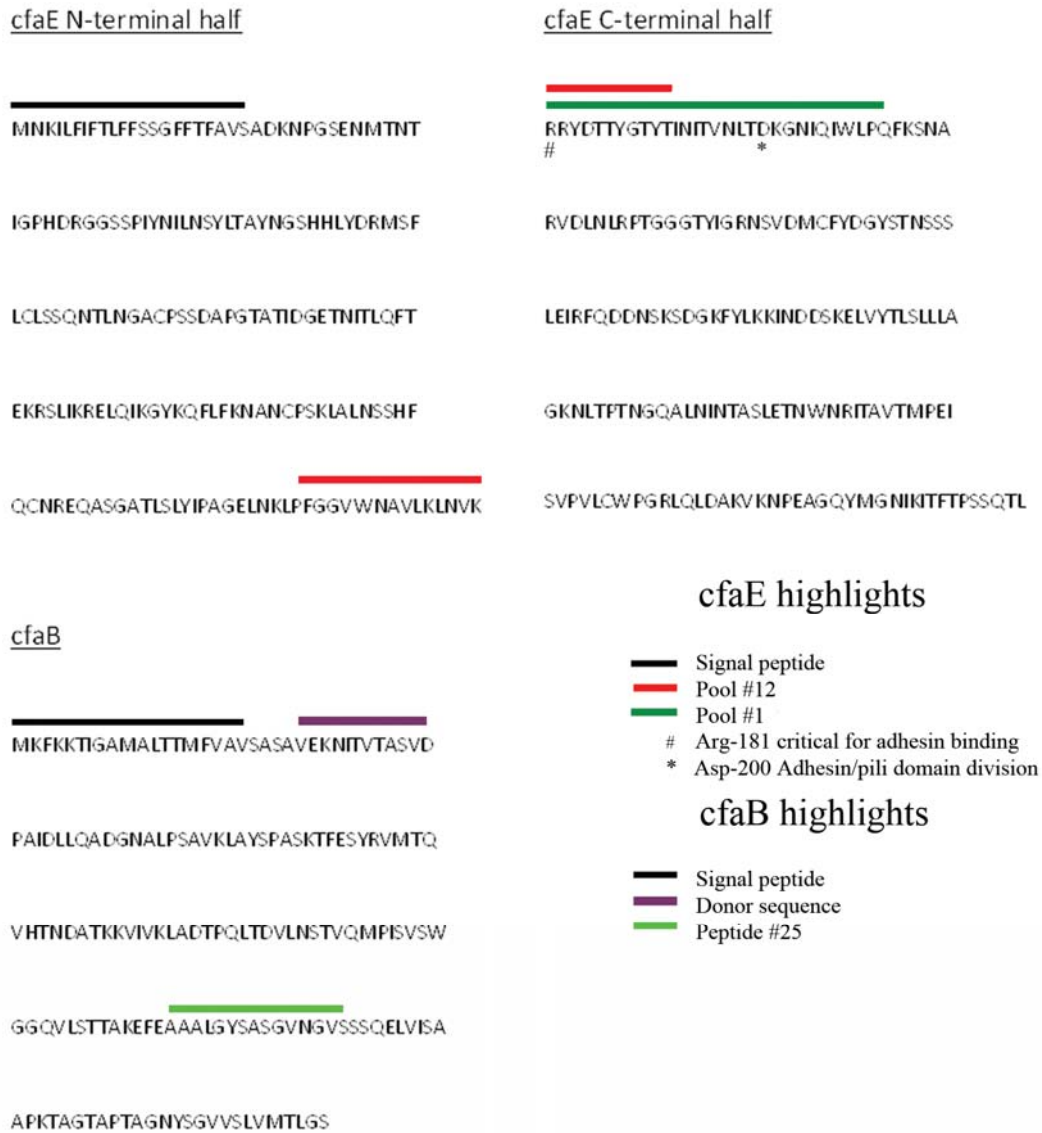 cfaE N-terminal half
MNKILFIFTLFFSSGFFTFAVSADKNPGSENMTNT
IGPHDRGGSSPIYNILNSYLTAYNGSHHLYDRMSF
LCLSSQNTLNGACPSSDAPGTATIDGETNITLQFT
EKRSLIKRELQIKGYKQFLFKNANCPSKLALNSSHF
QCNREQASGATLSLYIPAGELNKLPFGGVWNAVLKLNVK
cfaE C-terminal half
RRYDTTYGTYTINITVNLTDKGNIQIWLPQFKSNA
#
*
RVDLNLRPTGGGTYIGRNSVDMCFYDGYSTNSSS
LEIRFQDDNSKSDGKFYLKKINDDSKELVYTLSLLLA
GKNLTPTNGQALNINTASLETNWNRITAVTMPEI
SVPVLCWPGRLQLDAKVKNPEAGQYMGNIKITFTPSSQTL
cfaB
MKFKKTIGAMALTTMFVAVSASAVEKNITVTASVD
PAIDLLQADGNALPSAVKLAYSPASKTFESYRVMTQ
VHTNDATKKVIVKLADTPQLTDVLNSTVQMPISVSW
GGQVLSTTAKEFEAAALGYSASGVNGVSSSQELVISA
APKTAGTAPTAGNYSGVVSLVMTLGS
cfaE highlights
Signal peptide
Pool #12
Pool #1
# Arg-181 critical for adhesin binding
* Asp-200 Adhesin/pili domain division
cfaB highlights
Signal peptide
Donor sequence
Peptide #25